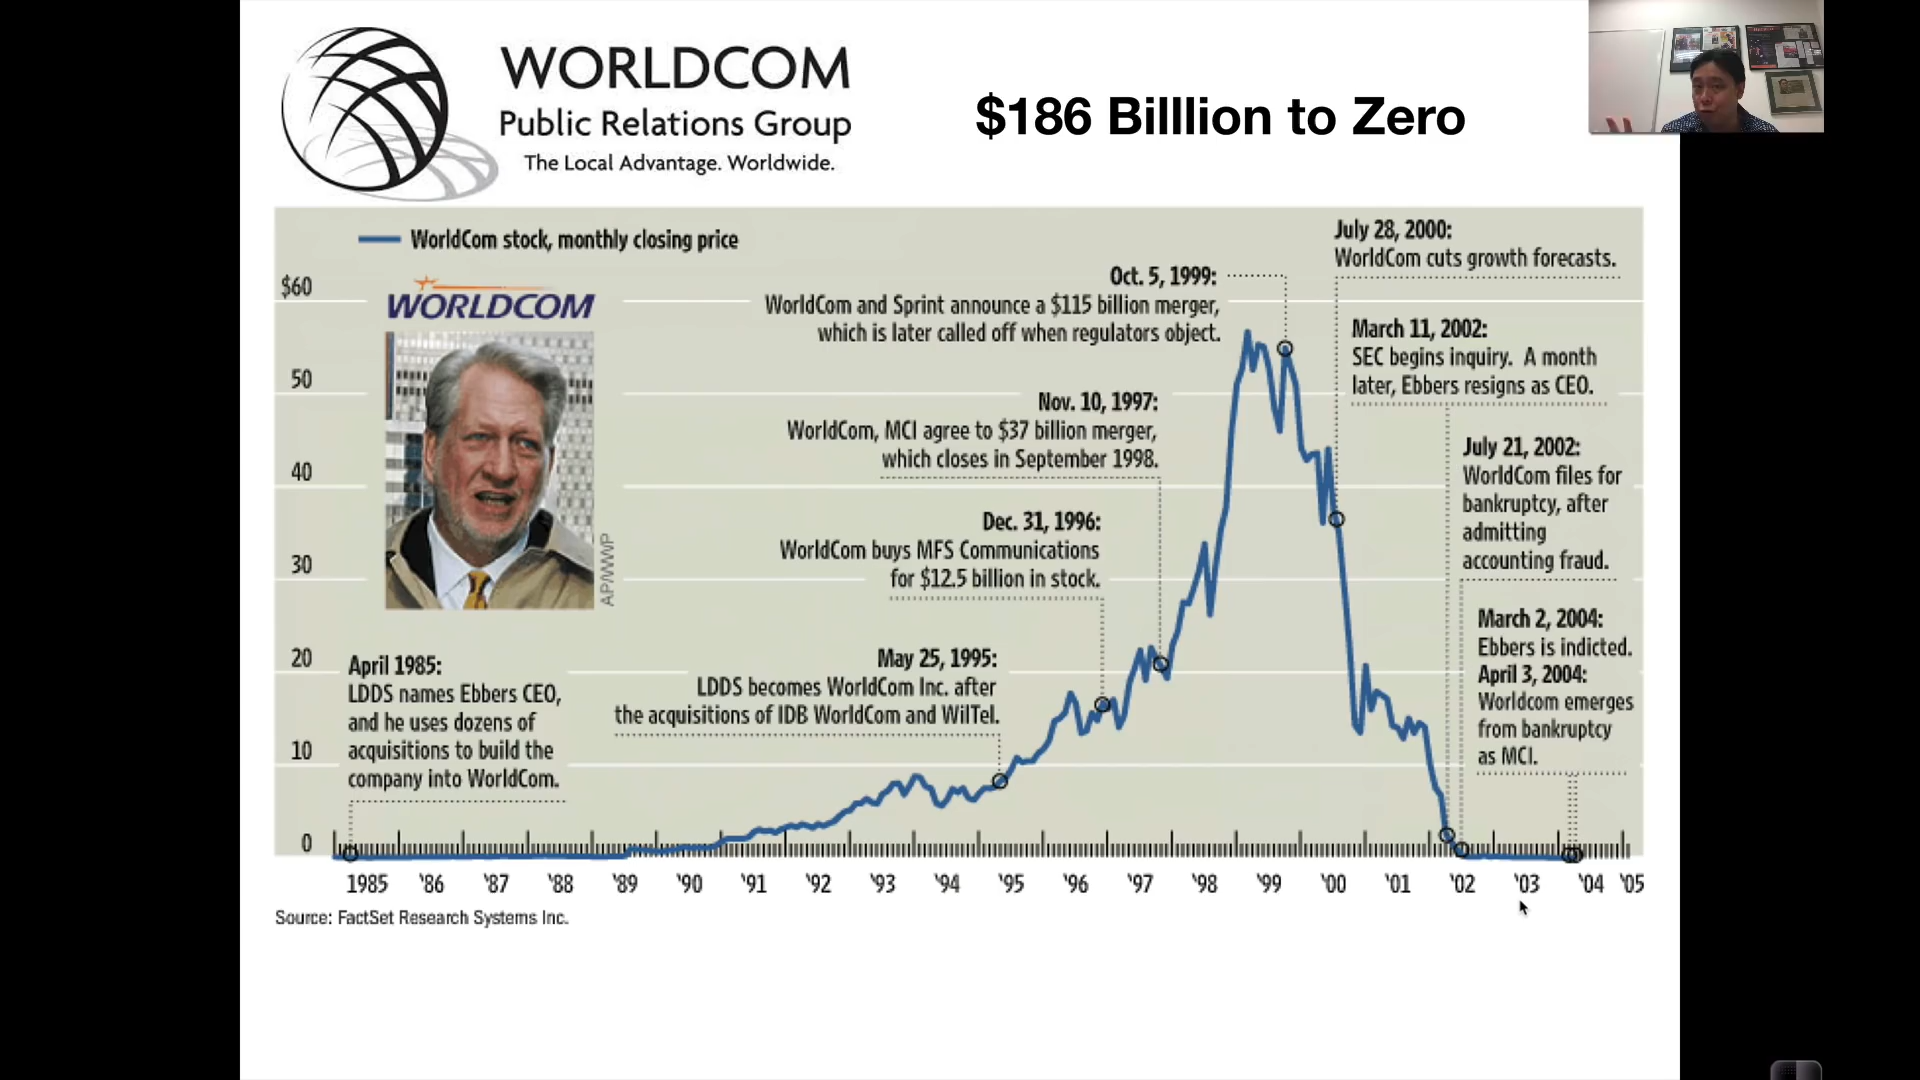 WORLDCOM
Public Relations Group
The Local Advantage. Worldwide.
$186 Billlion to Zero
WorldCom stock, monthly closing price
WORLDCOM
AP/WWP
$60
50
40
30
20
10
0
April 1985:
LDDS names Ebbers CEO,
and he uses dozens of
acquisitions to build the
company into WorldCom.
May 25, 1995:
LDDS becomes WorldCom Inc. after
the acquisitions of IDB WorldCom and WilTel.
Dec. 31, 1996:
WorldCom buys MFS Communications
for $12.5 billion in stock.
Nov. 10, 1997:
WorldCom, MCI agree to $37 billion merger,
which closes in September 1998.
Oct. 5, 1999:
WorldCom and Sprint announce a $115 billion merger,
which is later called off when regulators object.
July 28, 2000:
WorldCom cuts growth forecasts.
March 11, 2002:
SEC begins inquiry. A month
later, Ebbers resigns as CEO.
July 21, 2002:
WorldCom files for
bankruptcy, after
admitting
accounting fraud.
March 2, 2004:
Ebbers is indicted.
April 3, 2004:
Worldcom emerges
from bankruptcy
as MCI.
1985 '86 '87 '88 '89 '90 '91 '92 '93 '94 '95 '96 '97 '98 '99 '00 '01 '02 '03 '04 '05
Source: FactSet Research Systems Inc.